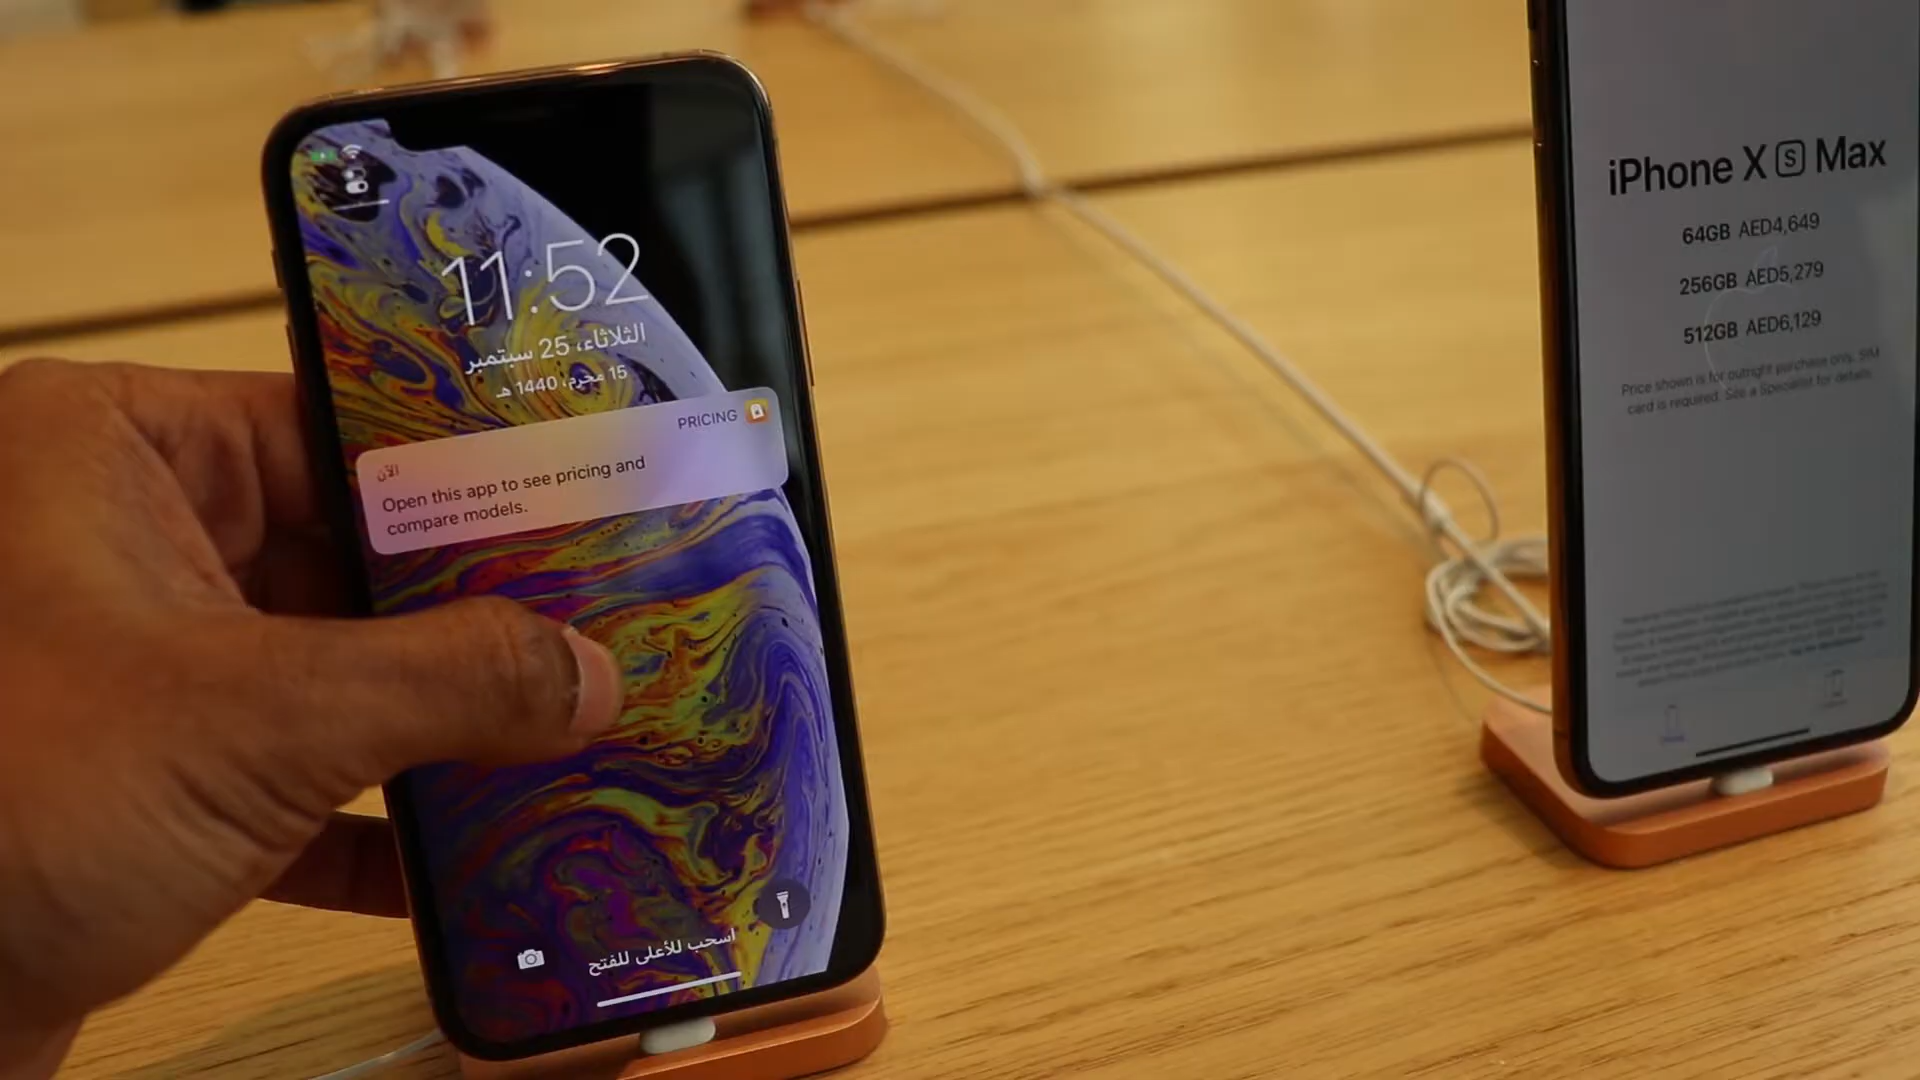 11:52
الثلاثاء، 25 سبتمبر
15 محرم، 1440 هـ
PRICING
الآن
Open this app to see pricing and
compare models.
اسحب للأعلى للفتح
iPhone XS Max
64GB AED4,649
256GB AED5,279
512GB AED6,129
Price shown is for outright purchase only. SIM
card is required. See a Specialist for details.